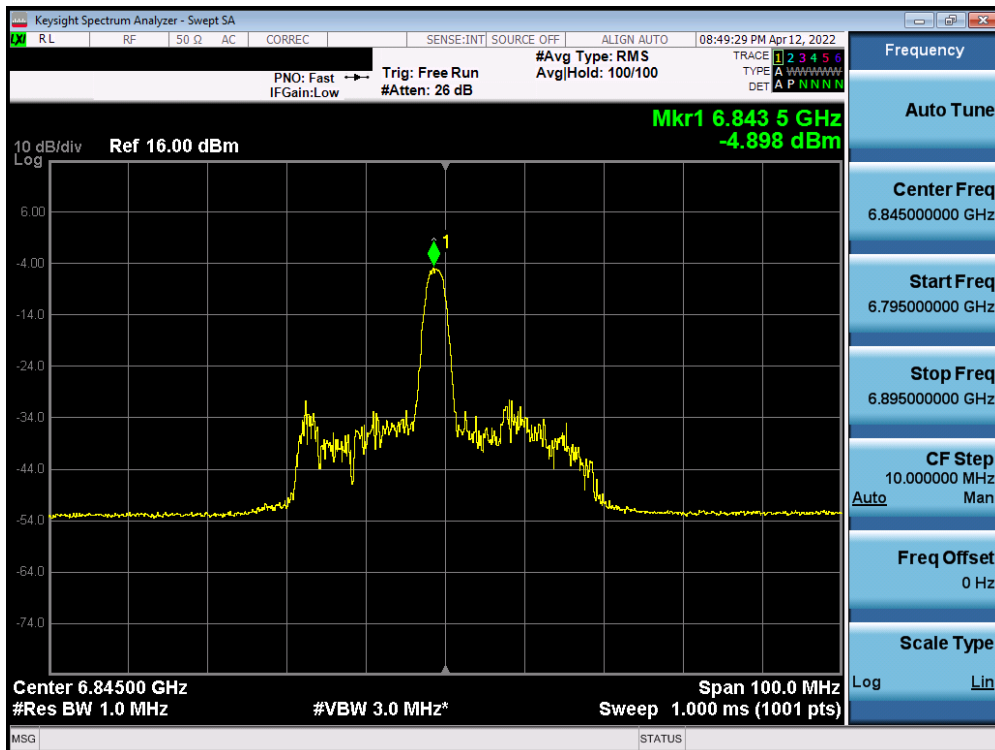 Keysight Spectrum Analyzer - Swept SA
LXI RL RF 50 Ω AC CORREC SENSE:INT SOURCE OFF ALIGN AUTO 08:49:29 PM Apr 12, 2022
PNO: Fast
IFGain:Low
Trig: Free Run
#Atten: 26 dB
#Avg Type: RMS
Avg|Hold: 100/100
TRACE 1 2 3 4 5 6
TYPE A WWWWW
DET A P N N N N
Mkr1 6.843 5 GHz
-4.898 dBm
10 dB/div Ref 16.00 dBm
Log
1
6.00
-4.00
-14.0
-24.0
-34.0
-44.0
-54.0
-64.0
-74.0
Center 6.84500 GHz Span 100.0 MHz
#Res BW 1.0 MHz #VBW 3.0 MHz* Sweep 1.000 ms (1001 pts)
MSG STATUS
Frequency
Auto Tune
Center Freq
6.845000000 GHz
Start Freq
6.795000000 GHz
Stop Freq
6.895000000 GHz
CF Step
10.000000 MHz
Auto Man
Freq Offset
0 Hz
Scale Type
Log Lin